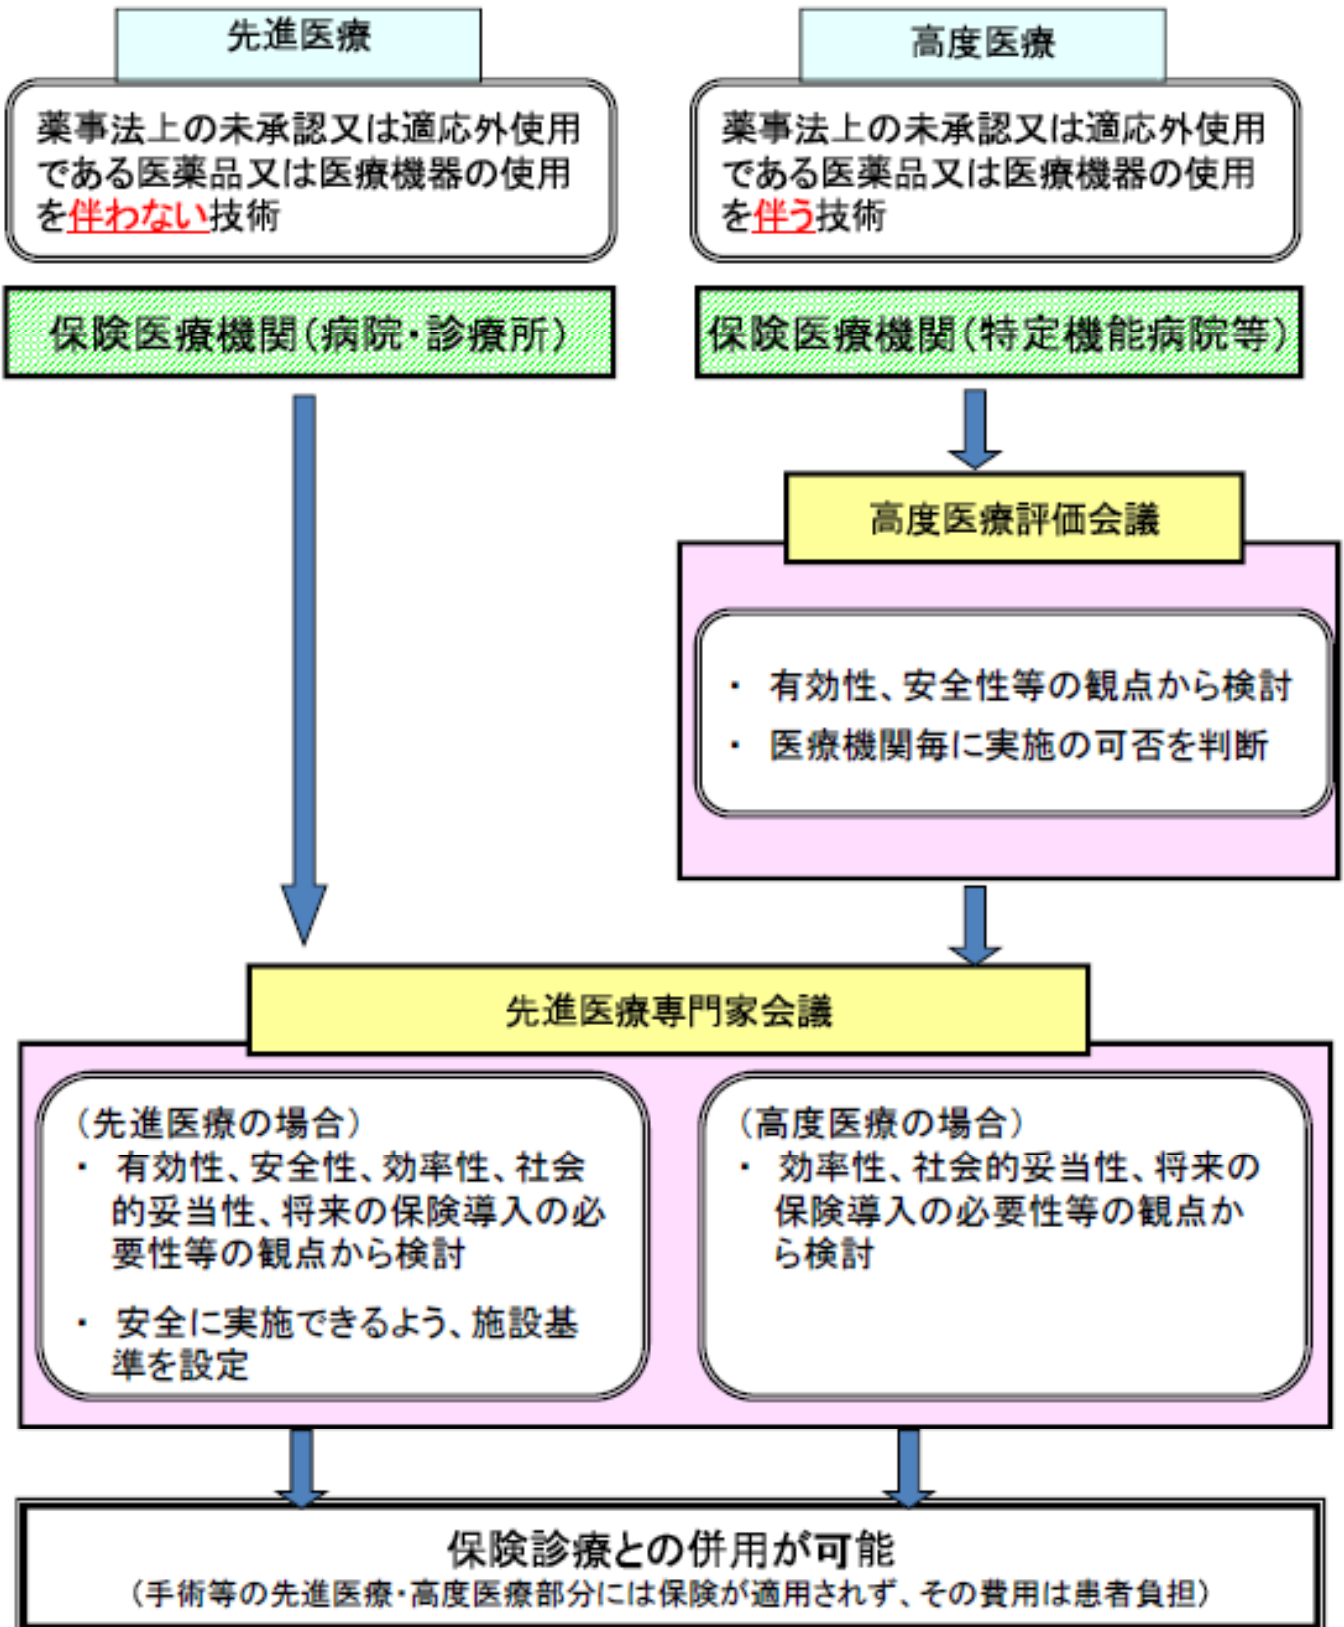 先進医療
薬事法上の未承認又は適応外使用
である医薬品又は医療機器の使用
を伴わない技術
保険医療機関(病院・診療所)
高度医療
薬事法上の未承認又は適応外使用
である医薬品又は医療機器の使用
を伴う技術
保険医療機関(特定機能病院等)
高度医療評価会議
・ 有効性、安全性等の観点から検討
・ 医療機関毎に実施の可否を判断
先進医療専門家会議
(先進医療の場合)
・ 有効性、安全性、効率性、社会
的妥当性、将来の保険導入の必
要性等の観点から検討
・ 安全に実施できるよう、施設基
準を設定
(高度医療の場合)
・ 効率性、社会的妥当性、将来の
保険導入の必要性等の観点か
ら検討
保険診療との併用が可能
(手術等の先進医療・高度医療部分には保険が適用されず、その費用は患者負担)